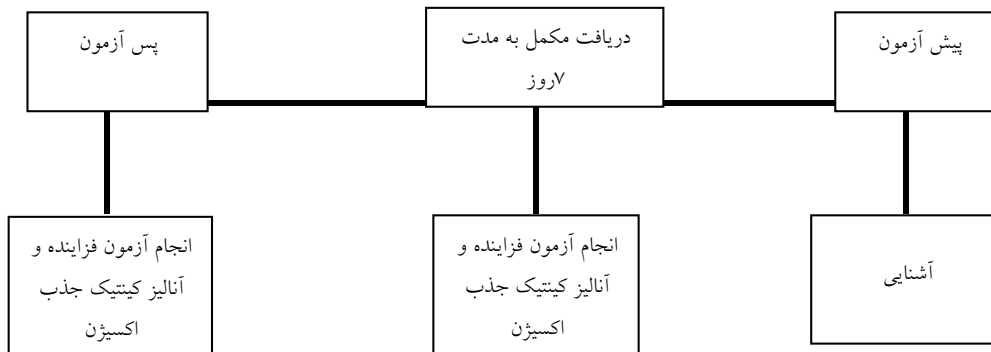 پیش آزمون
دریافت مکمل به مدت
۷روز
پس آزمون
آشنایی
انجام آزمون فزاینده و
آنالیز کینتیک جذب
اکسیژن
انجام آزمون فزاینده و
آنالیز کینتیک جذب
اکسیژن